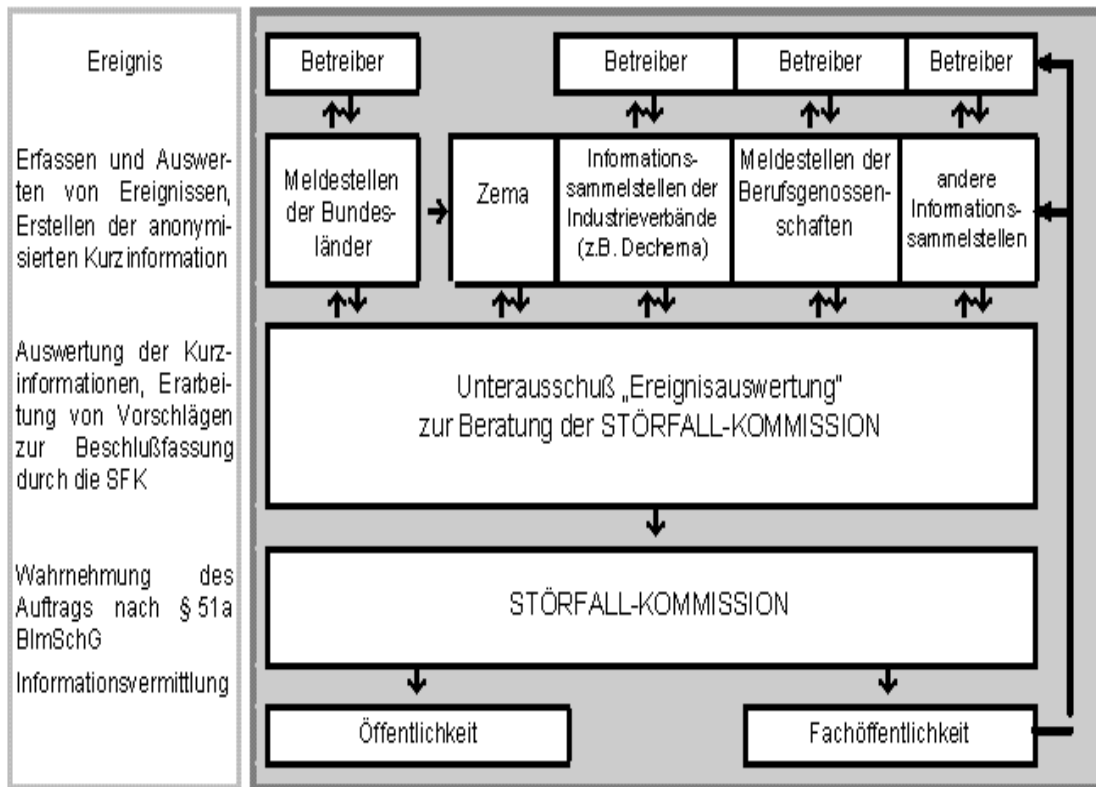 Ereignis
Betreiber
Betreiber
Betreiber
Betreiber
Erfassen und Auswer-
ten von Ereignissen,
Erstellen der anonymi-
sierten Kurzinformation
Meldestellen
der Bundes-
länder
Zema
Informations-
sammelstellen der
Industrieverbände
(z.B. Dechema)
Meldestellen der
Berufsgenossen-
schaften
andere
Informations-
sammelstellen
Auswertung der Kurz-
informationen, Erarbei-
tung von Vorschlägen
zur Beschlußfassung
durch die SFK
Unterausschuß „Ereignisauswertung"
zur Beratung der STÖRFALL-KOMMISSION
Wahrnehmung des
Auftrags nach § 51a
BImSchG
STÖRFALL-KOMMISSION
Informationsvermittlung
Öffentlichkeit
Fachöffentlichkeit